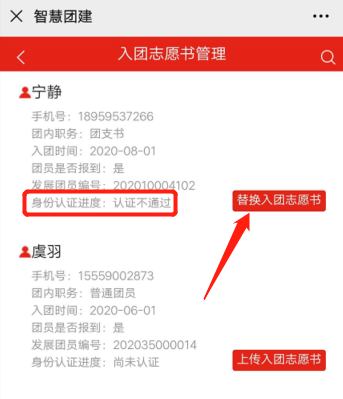 智慧团建
入团志愿书管理
宁静
手机号：18959537266
团内职务：团支书
入团时间：2020-08-01
团员是否报到：是
发展团员编号：202010004102
身份认证进度：认证不通过
替换入团志愿书
虞羽
手机号：15559002873
团内职务：普通团员
入团时间：2020-06-01
团员是否报到：是
发展团员编号：202035000014
身份认证进度：尚未认证
上传入团志愿书